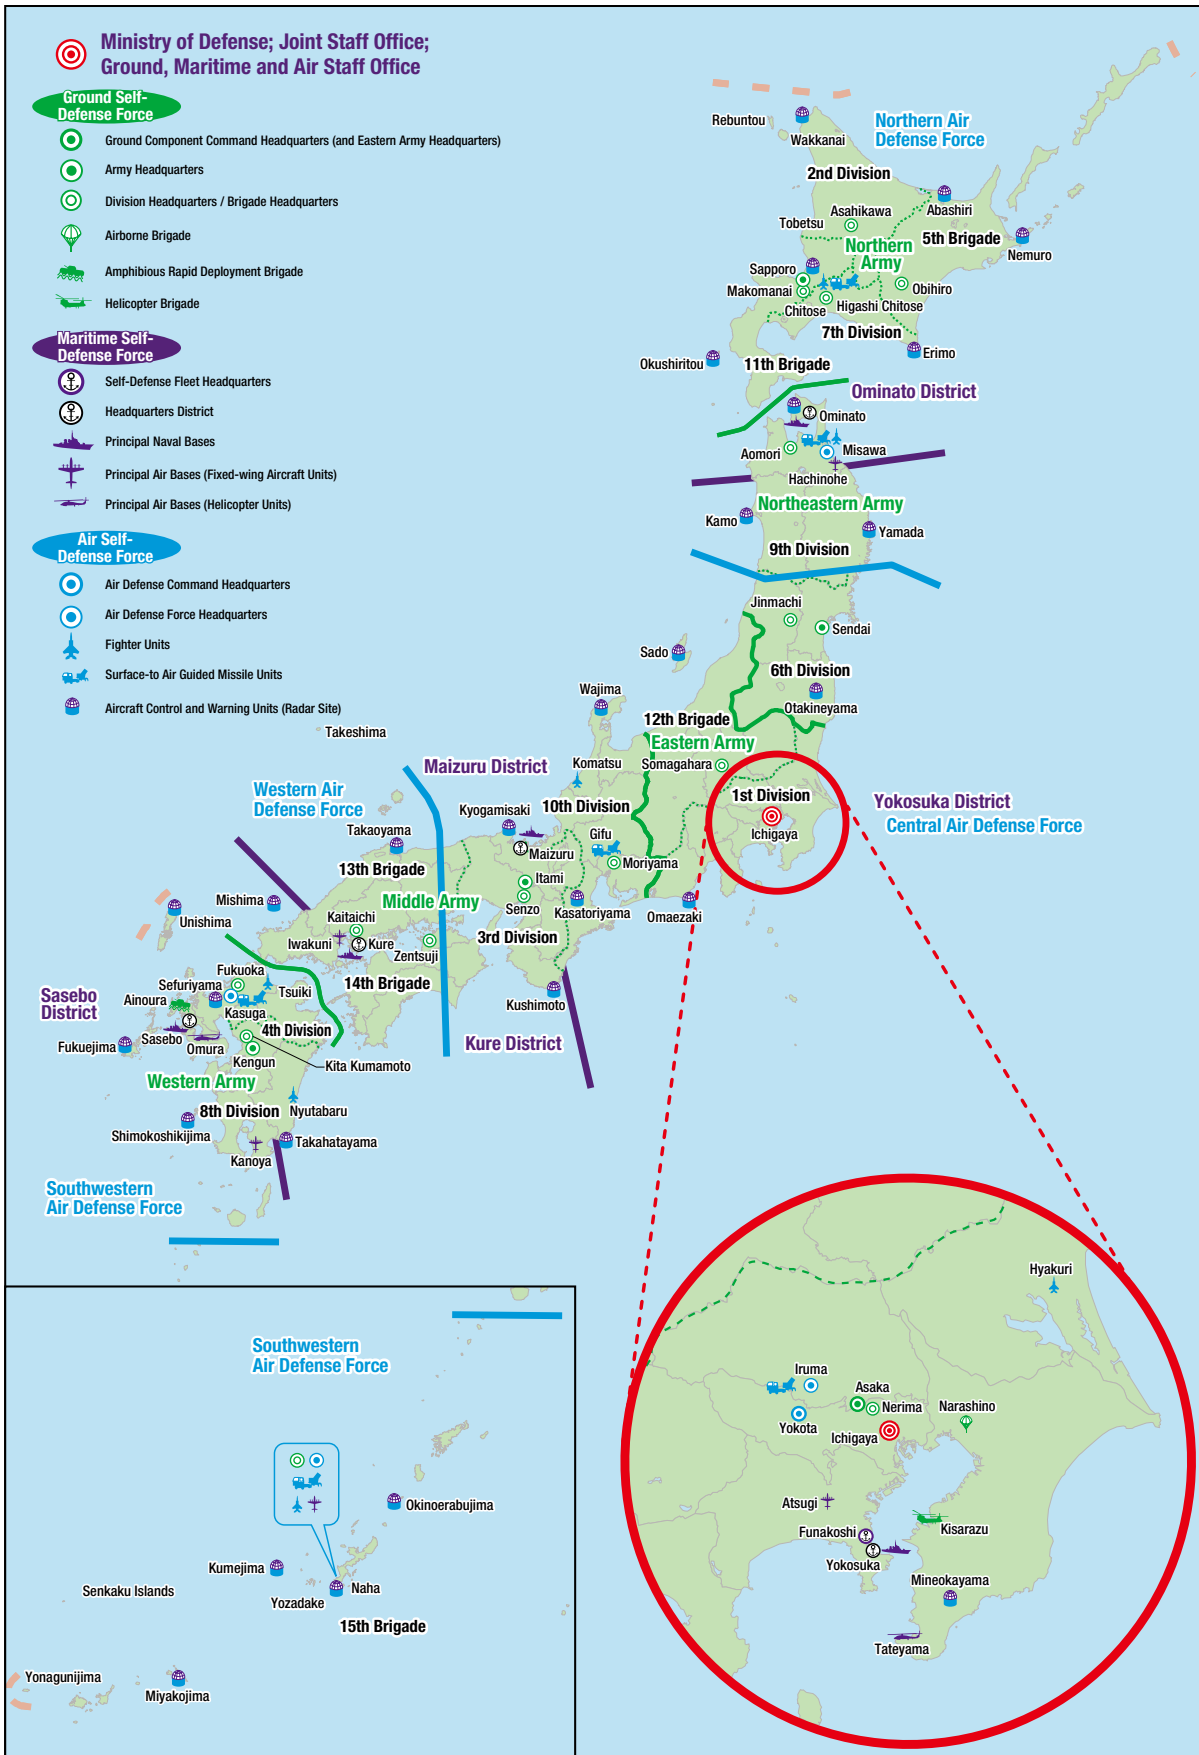 Ministry of Defense; Joint Staff Office;
Ground, Maritime and Air Staff Office
Ground Self-
Defense Force
Ground Component Command Headquarters (and Eastern Army Headquarters)
Army Headquarters
Division Headquarters / Brigade Headquarters
Airborne Brigade
Amphibious Rapid Deployment Brigade
Helicopter Brigade
Maritime Self-
Defense Force
Self-Defense Fleet Headquarters
Headquarters District
Principal Naval Bases
Principal Air Bases (Fixed-wing Aircraft Units)
Principal Air Bases (Helicopter Units)
Air Self-
Defense Force
Air Defense Command Headquarters
Air Defense Force Headquarters
Fighter Units
Surface-to Air Guided Missile Units
Aircraft Control and Warning Units (Radar Site)
Rebuntou
Wakkanai
Northern Air
Defense Force
2nd Division
Abashiri
Asahikawa
Tobetsu
5th Brigade
Nemuro
Northern
Army
Sapporo
Makomanai
Obihiro
Chitose
Higashi Chitose
7th Division
Erimo
Okushiritou
11th Brigade
Ominato District
Ominato
Misawa
Aomori
Hachinohe
Northeastern Army
Kamo
Yamada
9th Division
Jinmachi
Sendai
Sado
6th Division
Wajima
Otakineyama
12th Brigade
Takeshima
Eastern Army
Komatsu
Somagahara
Maizuru District
Western Air
Defense Force
1st Division
Yokosuka District
Central Air Defense Force
Ichigaya
10th Division
Kyogamisaki
Gifu
Takaoyama
Maizuru
Moriyama
13th Brigade
Itami
Middle Army
Senzo
Kasatoriyama
Omaezaki
Mishima
Unishima
Kaitaichi
Iwakuni
Kure
Zentsuji
3rd Division
Fukuoka
Sefuriyama
Tsuiki
14th Brigade
Kushimoto
Sasebo
District
Ainoura
Kasuga
4th Division
Sasebo
Omura
Fukuejima
Kengun
Kita Kumamoto
Kure District
Western Army
8th Division
Nyutabaru
Shimokoshikijima
Takahatayama
Kanoya
Southwestern
Air Defense Force
Southwestern
Air Defense Force
Okinoerabujima
Kumejima
Senkaku Islands
Naha
Yozadake
15th Brigade
Yonagunijima
Miyakojima
Hyakuri
Iruma
Asaka
Nerima
Narashino
Yokota
Ichigaya
Atsugi
Funakoshi
Kisarazu
Yokosuka
Mineokayama
Tateyama